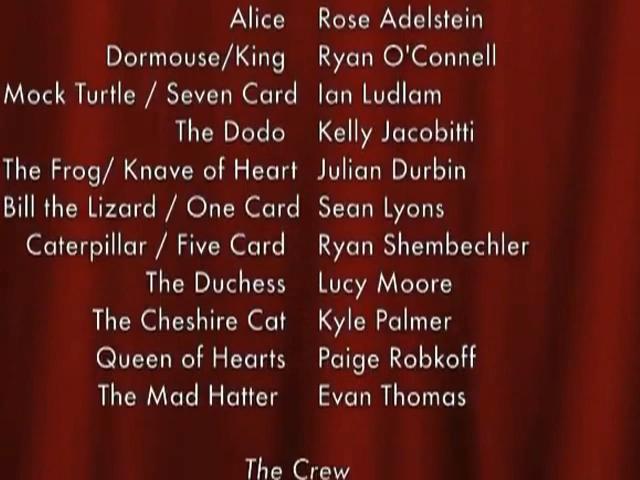 Alice Rose Adelstein
Dormouse/King Ryan O'Connell
Mock Turtle / Seven Card Ian Ludlam
The Dodo Kelly Jacobitti
The Frog/ Knave of Heart Julian Durbin
Bill the Lizard / One Card Sean Lyons
Caterpillar / Five Card Ryan Shembechler
The Duchess Lucy Moore
The Cheshire Cat Kyle Palmer
Queen of Hearts Paige Robkoff
The Mad Hatter Evan Thomas
The Crew